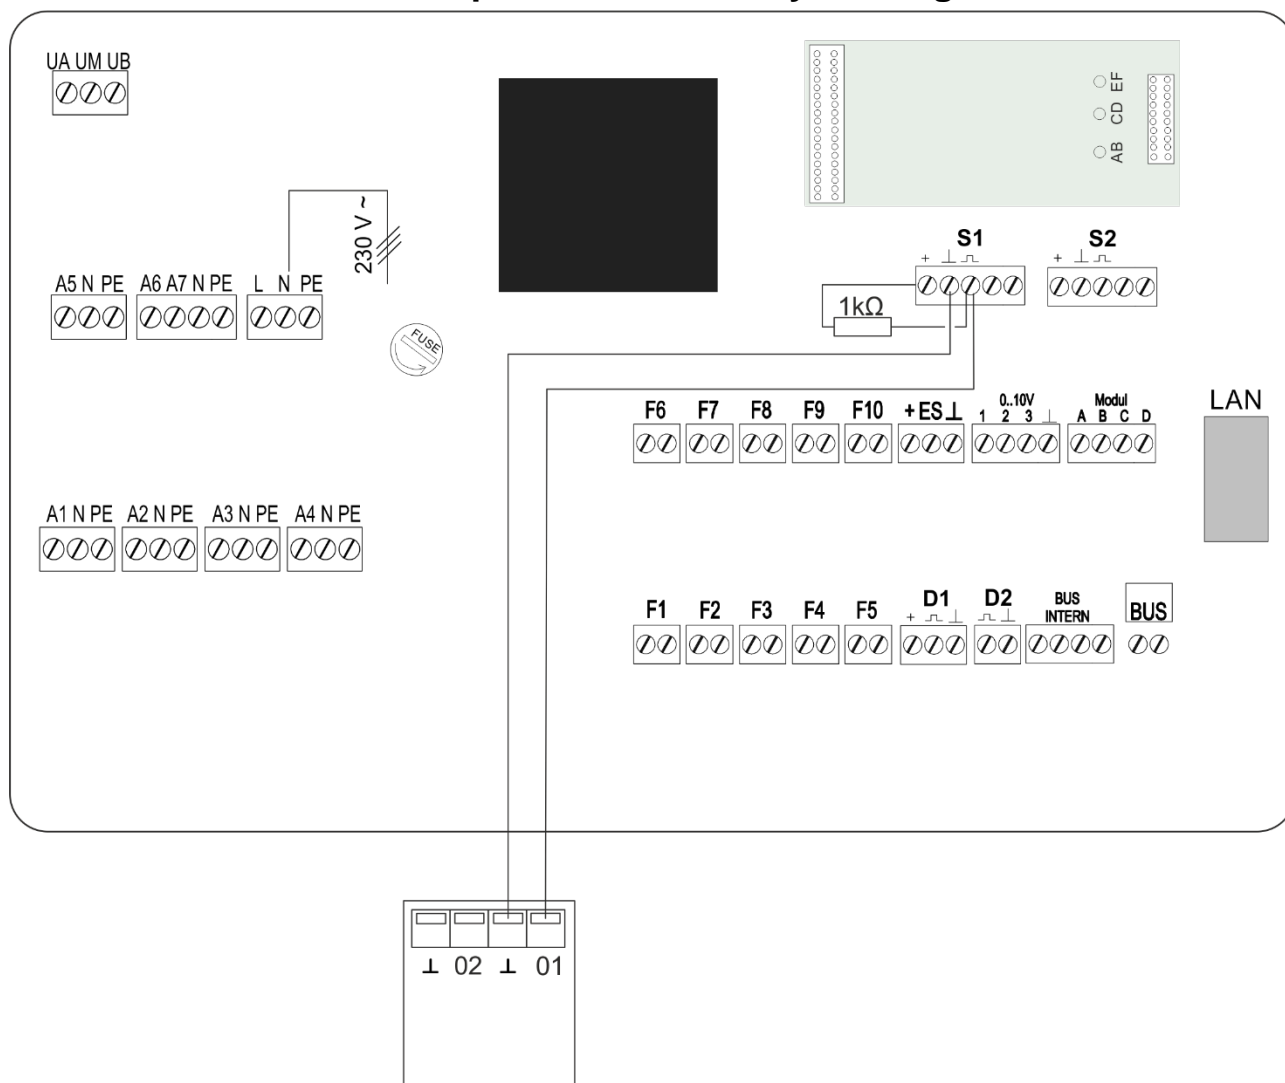 UA UM UB
EF
CD
AB
230 V ~
S1
S2
+ ⊥ ⎍
+ ⊥ ⎍
A5 N PE
A6 A7 N PE
L N PE
1kΩ
FUSE
F6
F7
F8
F9
F10
+ ES ⊥
0..10V
1 2 3 ⊥
Modul
A B C D
LAN
A1 N PE
A2 N PE
A3 N PE
A4 N PE
F1
F2
F3
F4
F5
D1
+ ⎍ ⊥
D2
⎍ ⊥
BUS
INTERN
BUS
⊥ 02 ⊥ 01